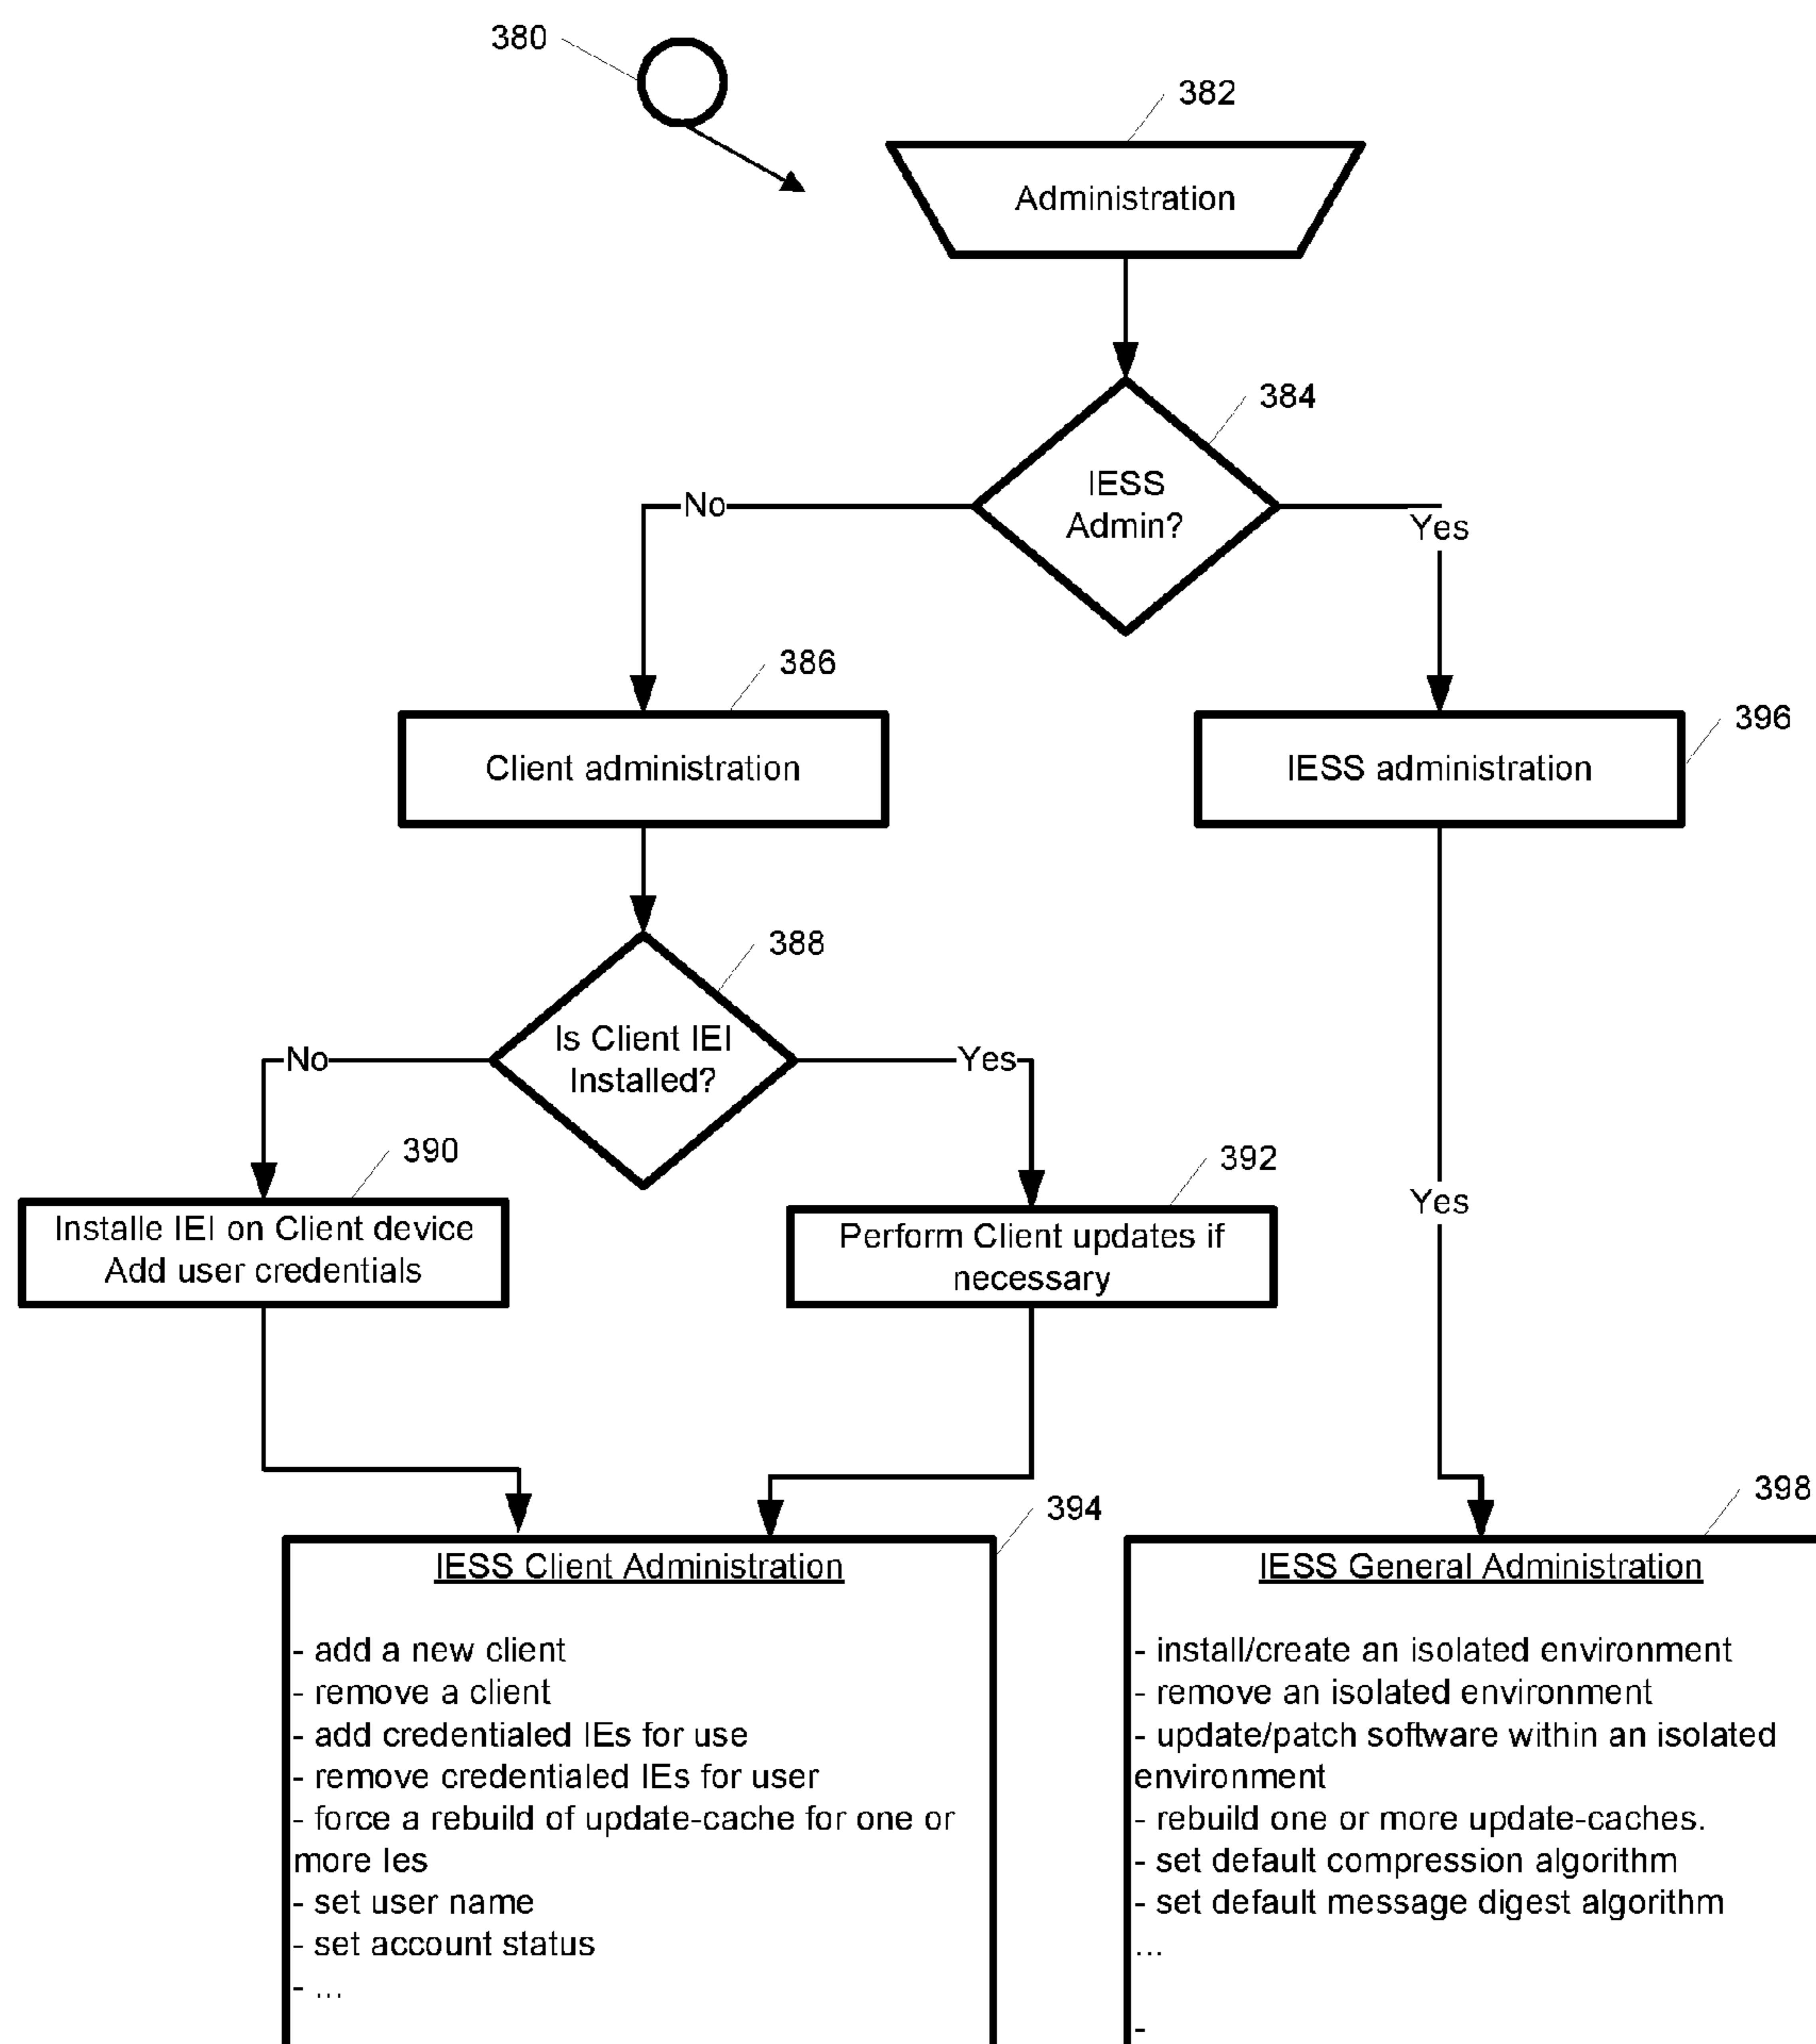 380
382
Administration
384
IESS
Admin?
No
Yes
386
396
Client administration
IESS administration
388
Is Client IEI
Installed?
No
Yes
390
392
Installe IEI on Client device
Add user credentials
Perform Client updates if
necessary
Yes
394
398
IESS Client Administration
- add a new client
- remove a client
- add credentialed IEs for use
- remove credentialed IEs for user
- force a rebuild of update-cache for one or
more Ies
- set user name
- set account status
- ...
IESS General Administration
- install/create an isolated environment
- remove an isolated environment
- update/patch software within an isolated
environment
- rebuild one or more update-caches.
- set default compression algorithm
- set default message digest algorithm
...
-